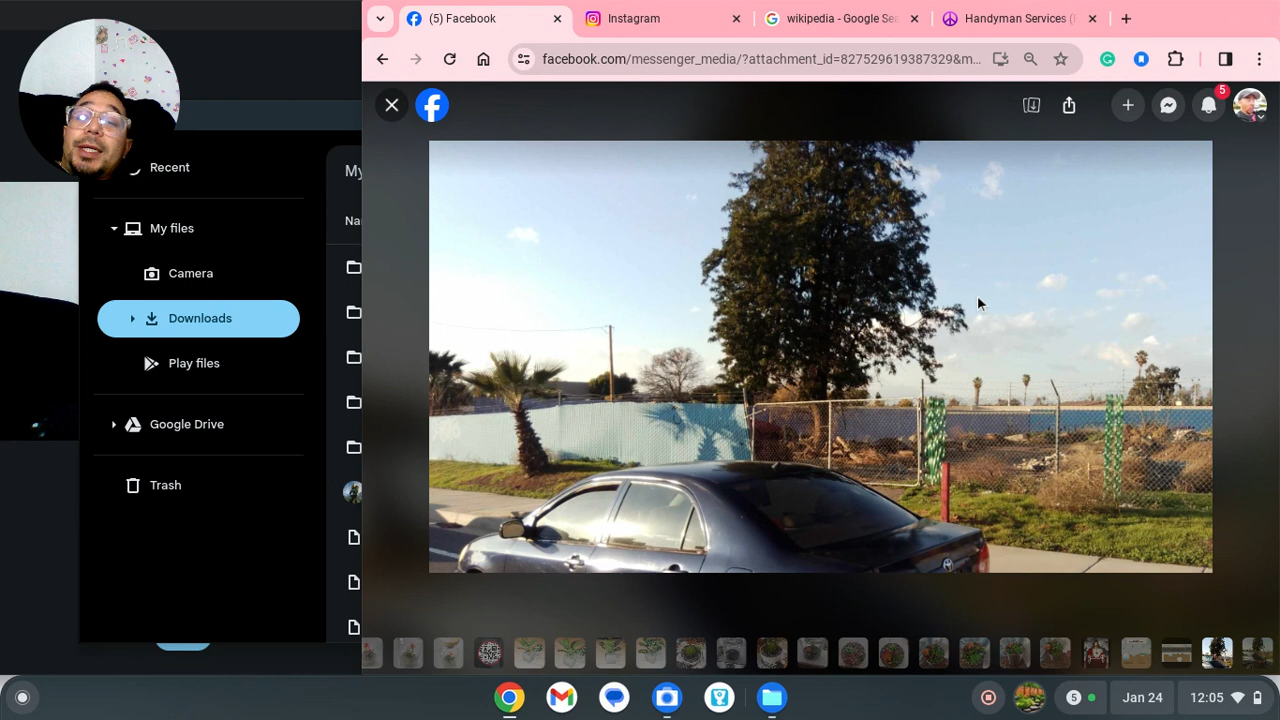 (5) Facebook
Instagram
wikipedia - Google Sea
Handyman Services (
facebook.com/messenger_media/?attachment_id=827529619387329&m...
5
Recent
My
My files
Na
Camera
Downloads
Play files
Google Drive
Trash
5
Jan 24
12:05